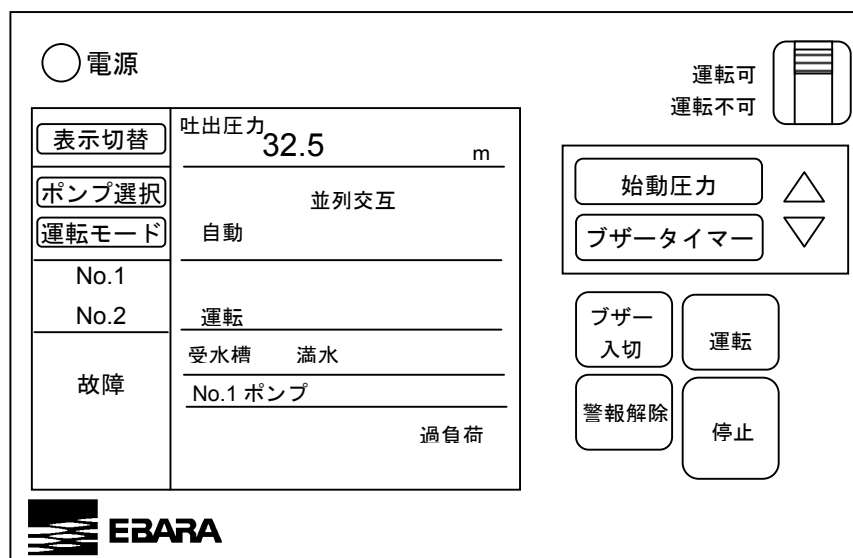 電源
運転可
運転不可
表示切替
吐出圧力
32.5 m
ポンプ選択
並列交互
運転モード
自動
No.1
No.2
運転
故障
受水槽 満水
No.1 ポンプ
過負荷
始動圧力
ブザータイマー
ブザー
入切
運転
警報解除
停止
EBARA